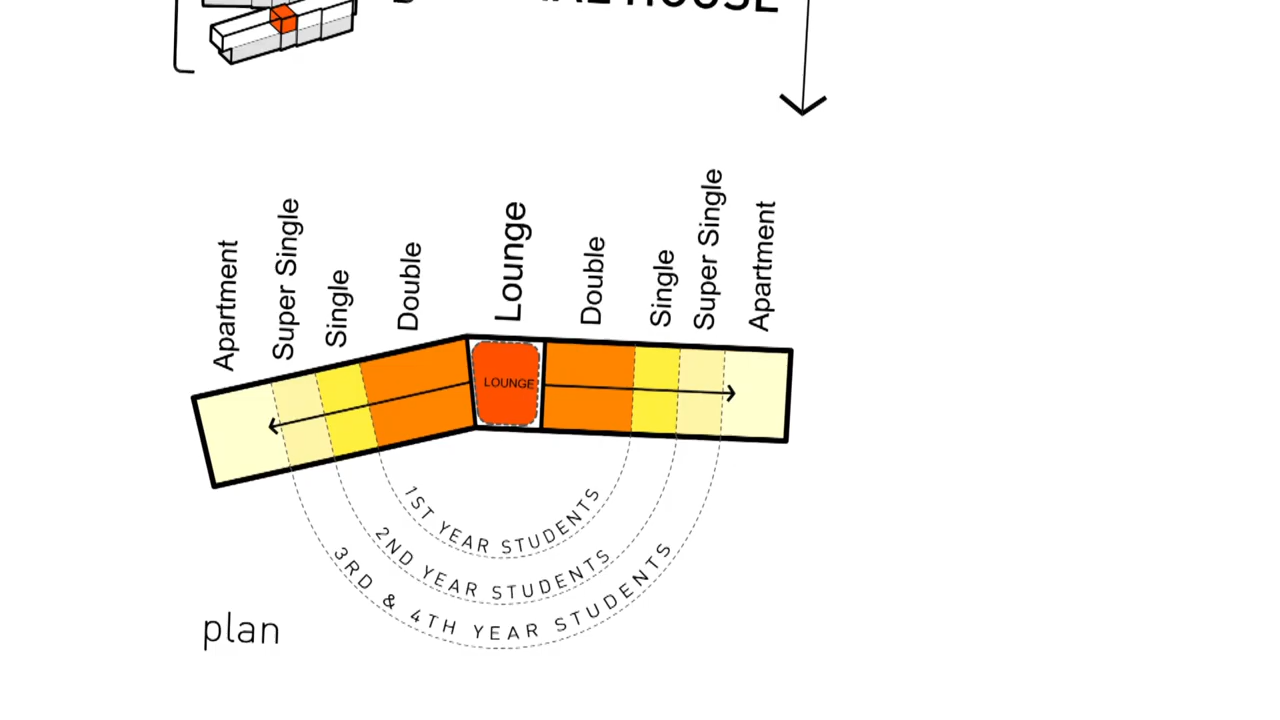 HOUSE
Apartment
Super Single
Single
Double
Lounge
Double
Single
Super Single
Apartment
LOUNGE
1ST YEAR STUDENTS
2ND YEAR STUDENTS
3RD & 4TH YEAR STUDENTS
plan